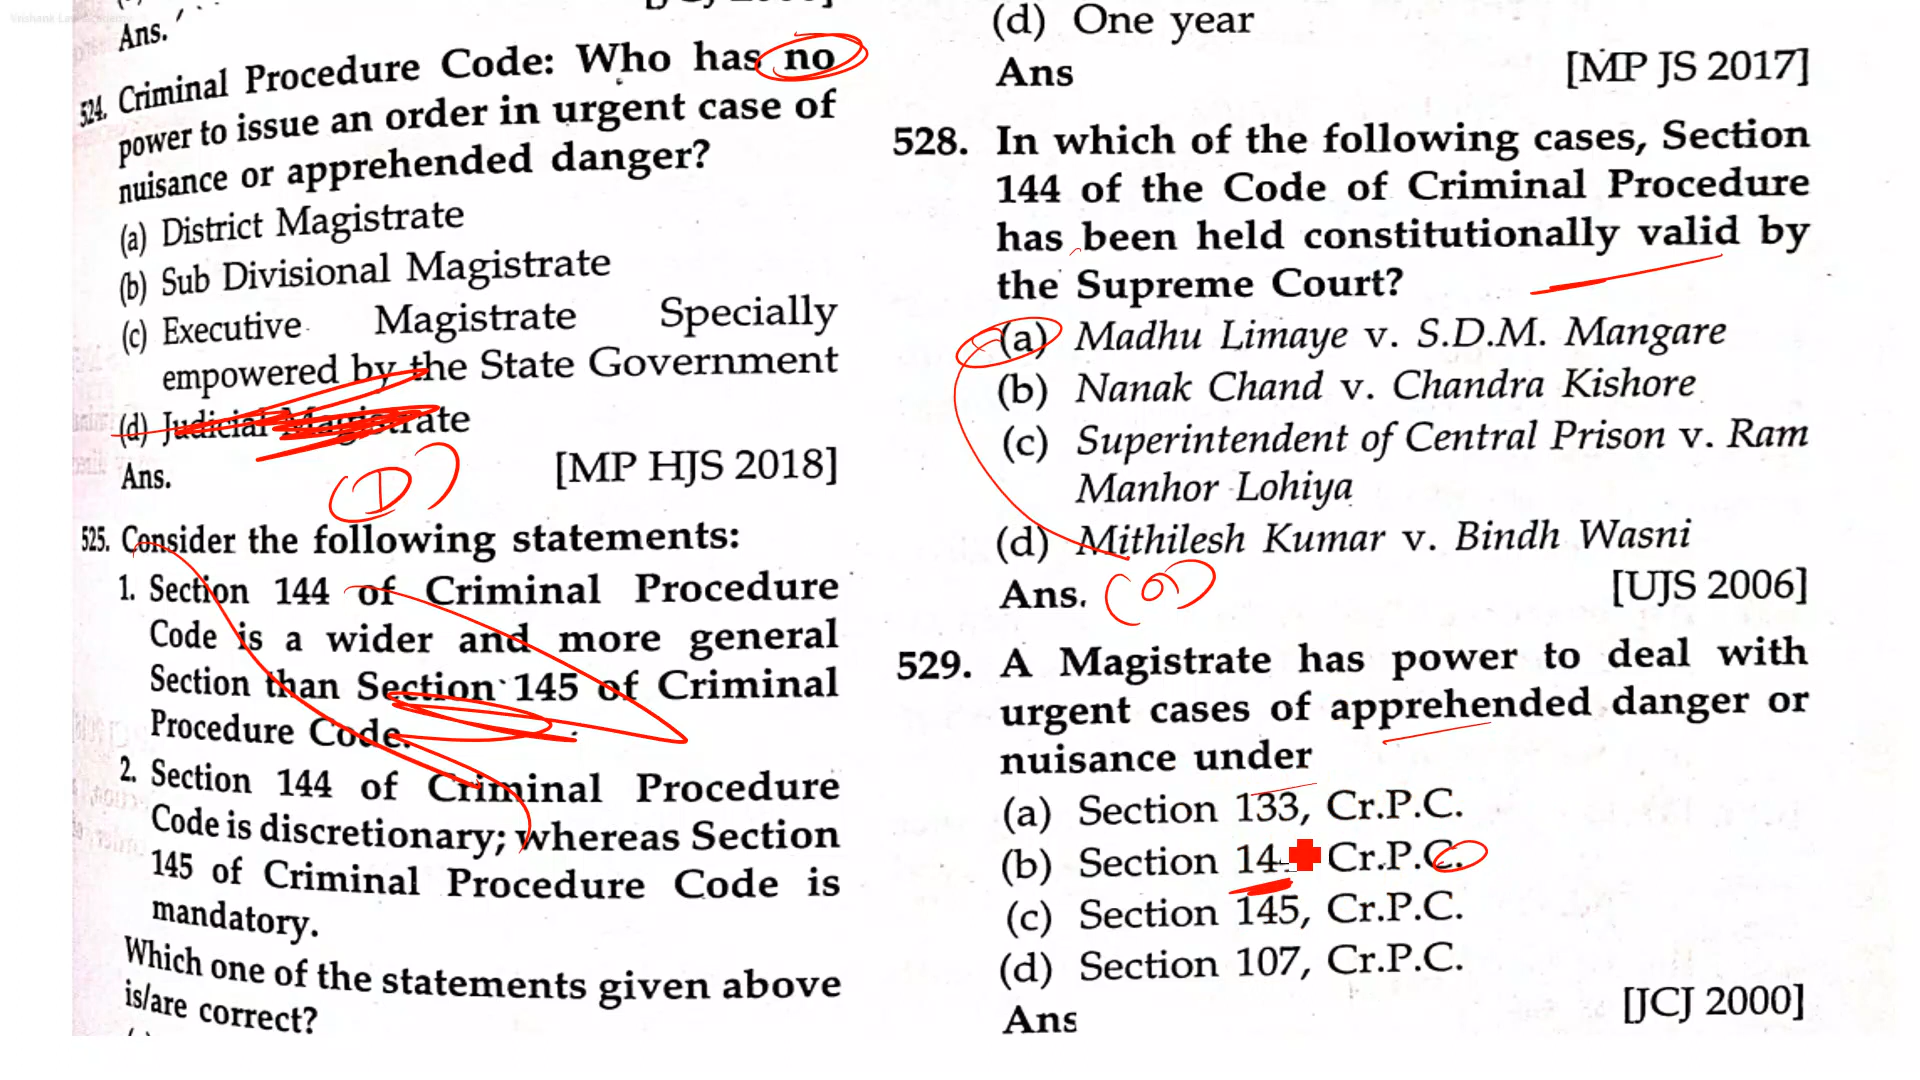 Krishank Law Academy
Ans.
524. Criminal Procedure Code: Who has no
power to issue an order in urgent case of
nuisance or apprehended danger?
(a) District Magistrate
(b) Sub Divisional Magistrate
(c) Executive Magistrate Specially
empowered by the State Government
(d) Judicial Magistrate
Ans. [MP HJS 2018]
(D)
525. Consider the following statements:
1. Section 144 of Criminal Procedure
Code is a wider and more general
Section than Section 145 of Criminal
Procedure Code.
2. Section 144 of Criminal Procedure
Code is discretionary; whereas Section
145 of Criminal Procedure Code is
mandatory.
Which one of the statements given above
is/are correct?
(d) One year
Ans [MP JS 2017]
528. In which of the following cases, Section
144 of the Code of Criminal Procedure
has been held constitutionally valid by
the Supreme Court?
(a) Madhu Limaye v. S.D.M. Mangare
(b) Nanak Chand v. Chandra Kishore
(c) Superintendent of Central Prison v. Ram
Manhor Lohiya
(d) Mithilesh Kumar v. Bindh Wasni
Ans. [UJS 2006]
529. A Magistrate has power to deal with
urgent cases of apprehended danger or
nuisance under
(a) Section 133, Cr.P.C.
(b) Section 14 Cr.P.C.
(c) Section 145, Cr.P.C.
(d) Section 107, Cr.P.C.
Ans [JCJ 2000]